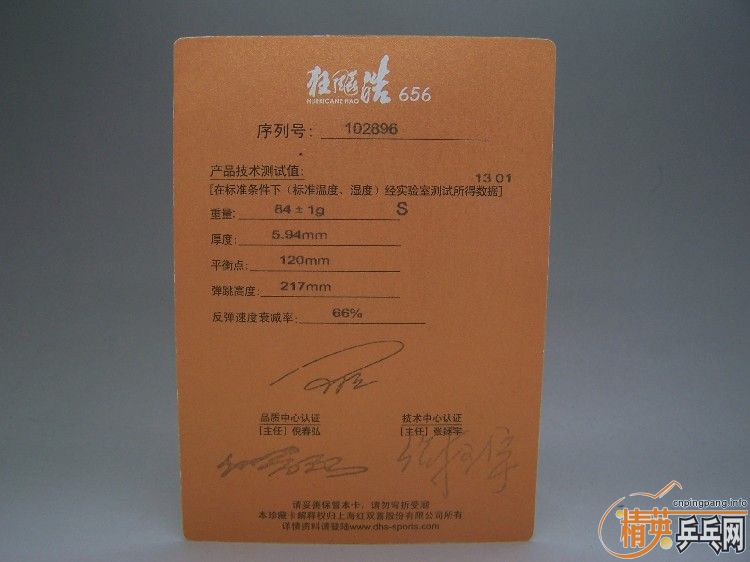 狂飚皓 656
HURRICANE HAO
序列号: 102896
产品技术测试值: 13 01
[在标准条件下（标准温度、湿度）经实验室测试所得数据]
重量: 84±1g S
厚度: 5.94mm
平衡点: 120mm
弹跳高度: 217mm
反弹速度衰减率: 66%
品质中心认证 技术中心认证
[主任] 倪春弘 [主任] 张栎宇
请妥善保管本卡，请勿弯折受潮
本珍藏卡解释权归上海红双喜股份有限公司所有
详情资料请登陆www.dhs-sports.com
cnpingpang.info
精英乒乓网